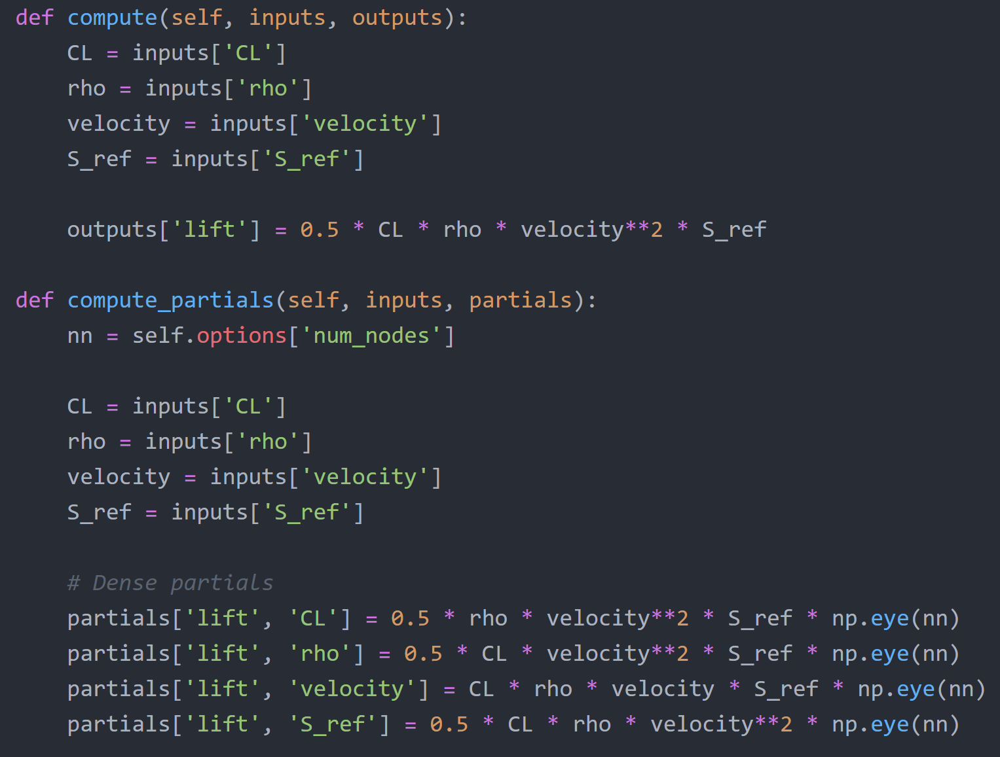 def compute(self, inputs, outputs):
    CL = inputs['CL']
    rho = inputs['rho']
    velocity = inputs['velocity']
    S_ref = inputs['S_ref']

    outputs['lift'] = 0.5 * CL * rho * velocity**2 * S_ref

def compute_partials(self, inputs, partials):
    nn = self.options['num_nodes']

    CL = inputs['CL']
    rho = inputs['rho']
    velocity = inputs['velocity']
    S_ref = inputs['S_ref']

    # Dense partials
    partials['lift', 'CL'] = 0.5 * rho * velocity**2 * S_ref * np.eye(nn)
    partials['lift', 'rho'] = 0.5 * CL * velocity**2 * S_ref * np.eye(nn)
    partials['lift', 'velocity'] = CL * rho * velocity * S_ref * np.eye(nn)
    partials['lift', 'S_ref'] = 0.5 * CL * rho * velocity**2 * np.eye(nn)